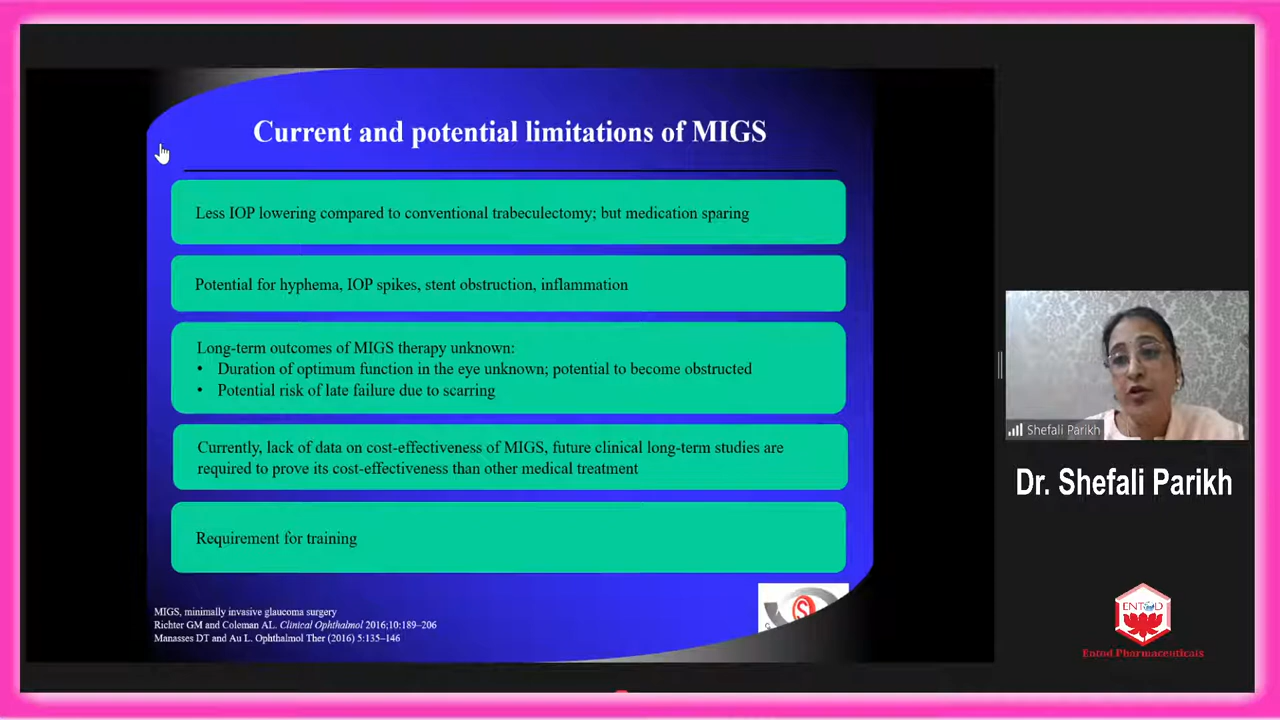 Current and potential limitations of MIGS
Less IOP lowering compared to conventional trabeculectomy; but medication sparing
Potential for hyphema, IOP spikes, stent obstruction, inflammation
Long-term outcomes of MIGS therapy unknown:
• Duration of optimum function in the eye unknown; potential to become obstructed
• Potential risk of late failure due to scarring
Currently, lack of data on cost-effectiveness of MIGS, future clinical long-term studies are
required to prove its cost-effectiveness than other medical treatment
Requirement for training
MIGS, minimally invasive glaucoma surgery
Richter GM and Coleman AL. Clinical Ophthalmol 2016;10:189–206
Manasses DT and Au L. Ophthalmol Ther (2016) 5:135–146
Shefali Parikh
Dr. Shefali Parikh
ENTOD
Entod Pharmaceuticals